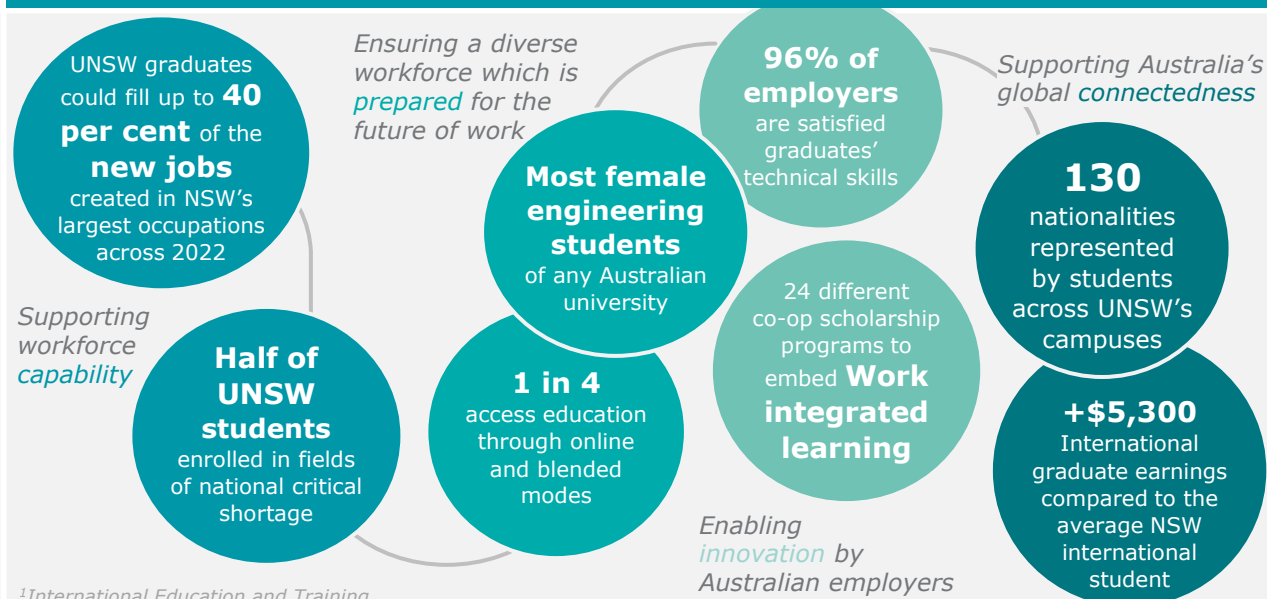 UNSW graduates
could fill up to 40
per cent of the
new jobs
created in NSW's
largest occupations
across 2022
Supporting
workforce
capability
Half of
UNSW
students
enrolled in fields
of national critical
shortage
Ensuring a diverse
workforce which is
prepared for the
future of work
Most female
engineering
students
of any Australian
university
1 in 4
access education
through online
and blended
modes
96% of
employers
are satisfied
graduates'
technical skills
24 different
co-op scholarship
programs to
embed Work
integrated
learning
Enabling
innovation by
Australian employers
Supporting Australia's
global connectedness
130
nationalities
represented
by students
across UNSW's
campuses
+$5,300
International
graduate earnings
compared to the
average NSW
international
student
1International Education and Training